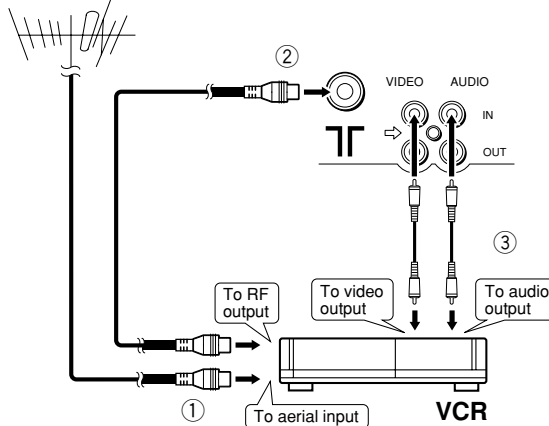 ②
VIDEO AUDIO
IN
OUT
③
To RF
output
To video
output
To audio
output
①
To aerial input
VCR